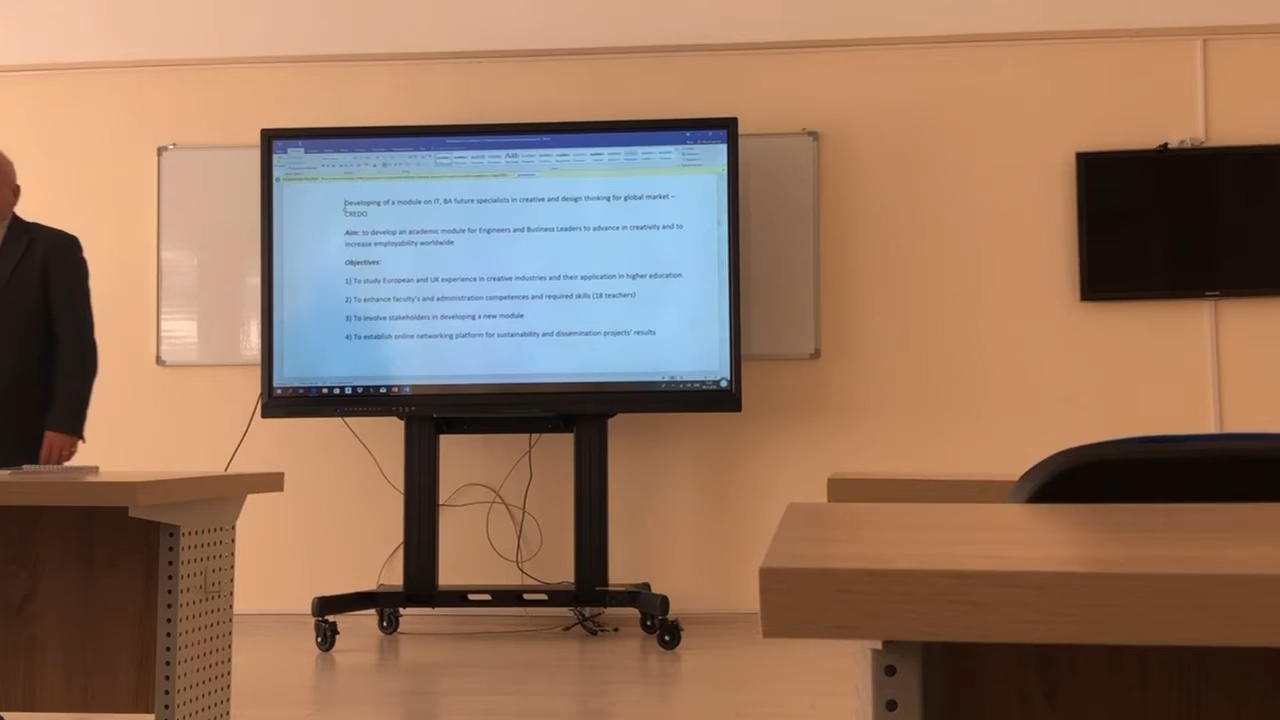 Developing of a module on IT, BA future specialists in creative and design thinking for global market –
CREDO
Aim: to develop an academic module for Engineers and Business Leaders to advance in creativity and to
increase employability worldwide
Objectives:
1) To study European and UK experience in creative industries and their application in higher education.
2) To enhance faculty's and administration competences and required skills (18 teachers)
3) To involve stakeholders in developing a new module
4) To establish online networking platform for sustainability and dissemination projects' results